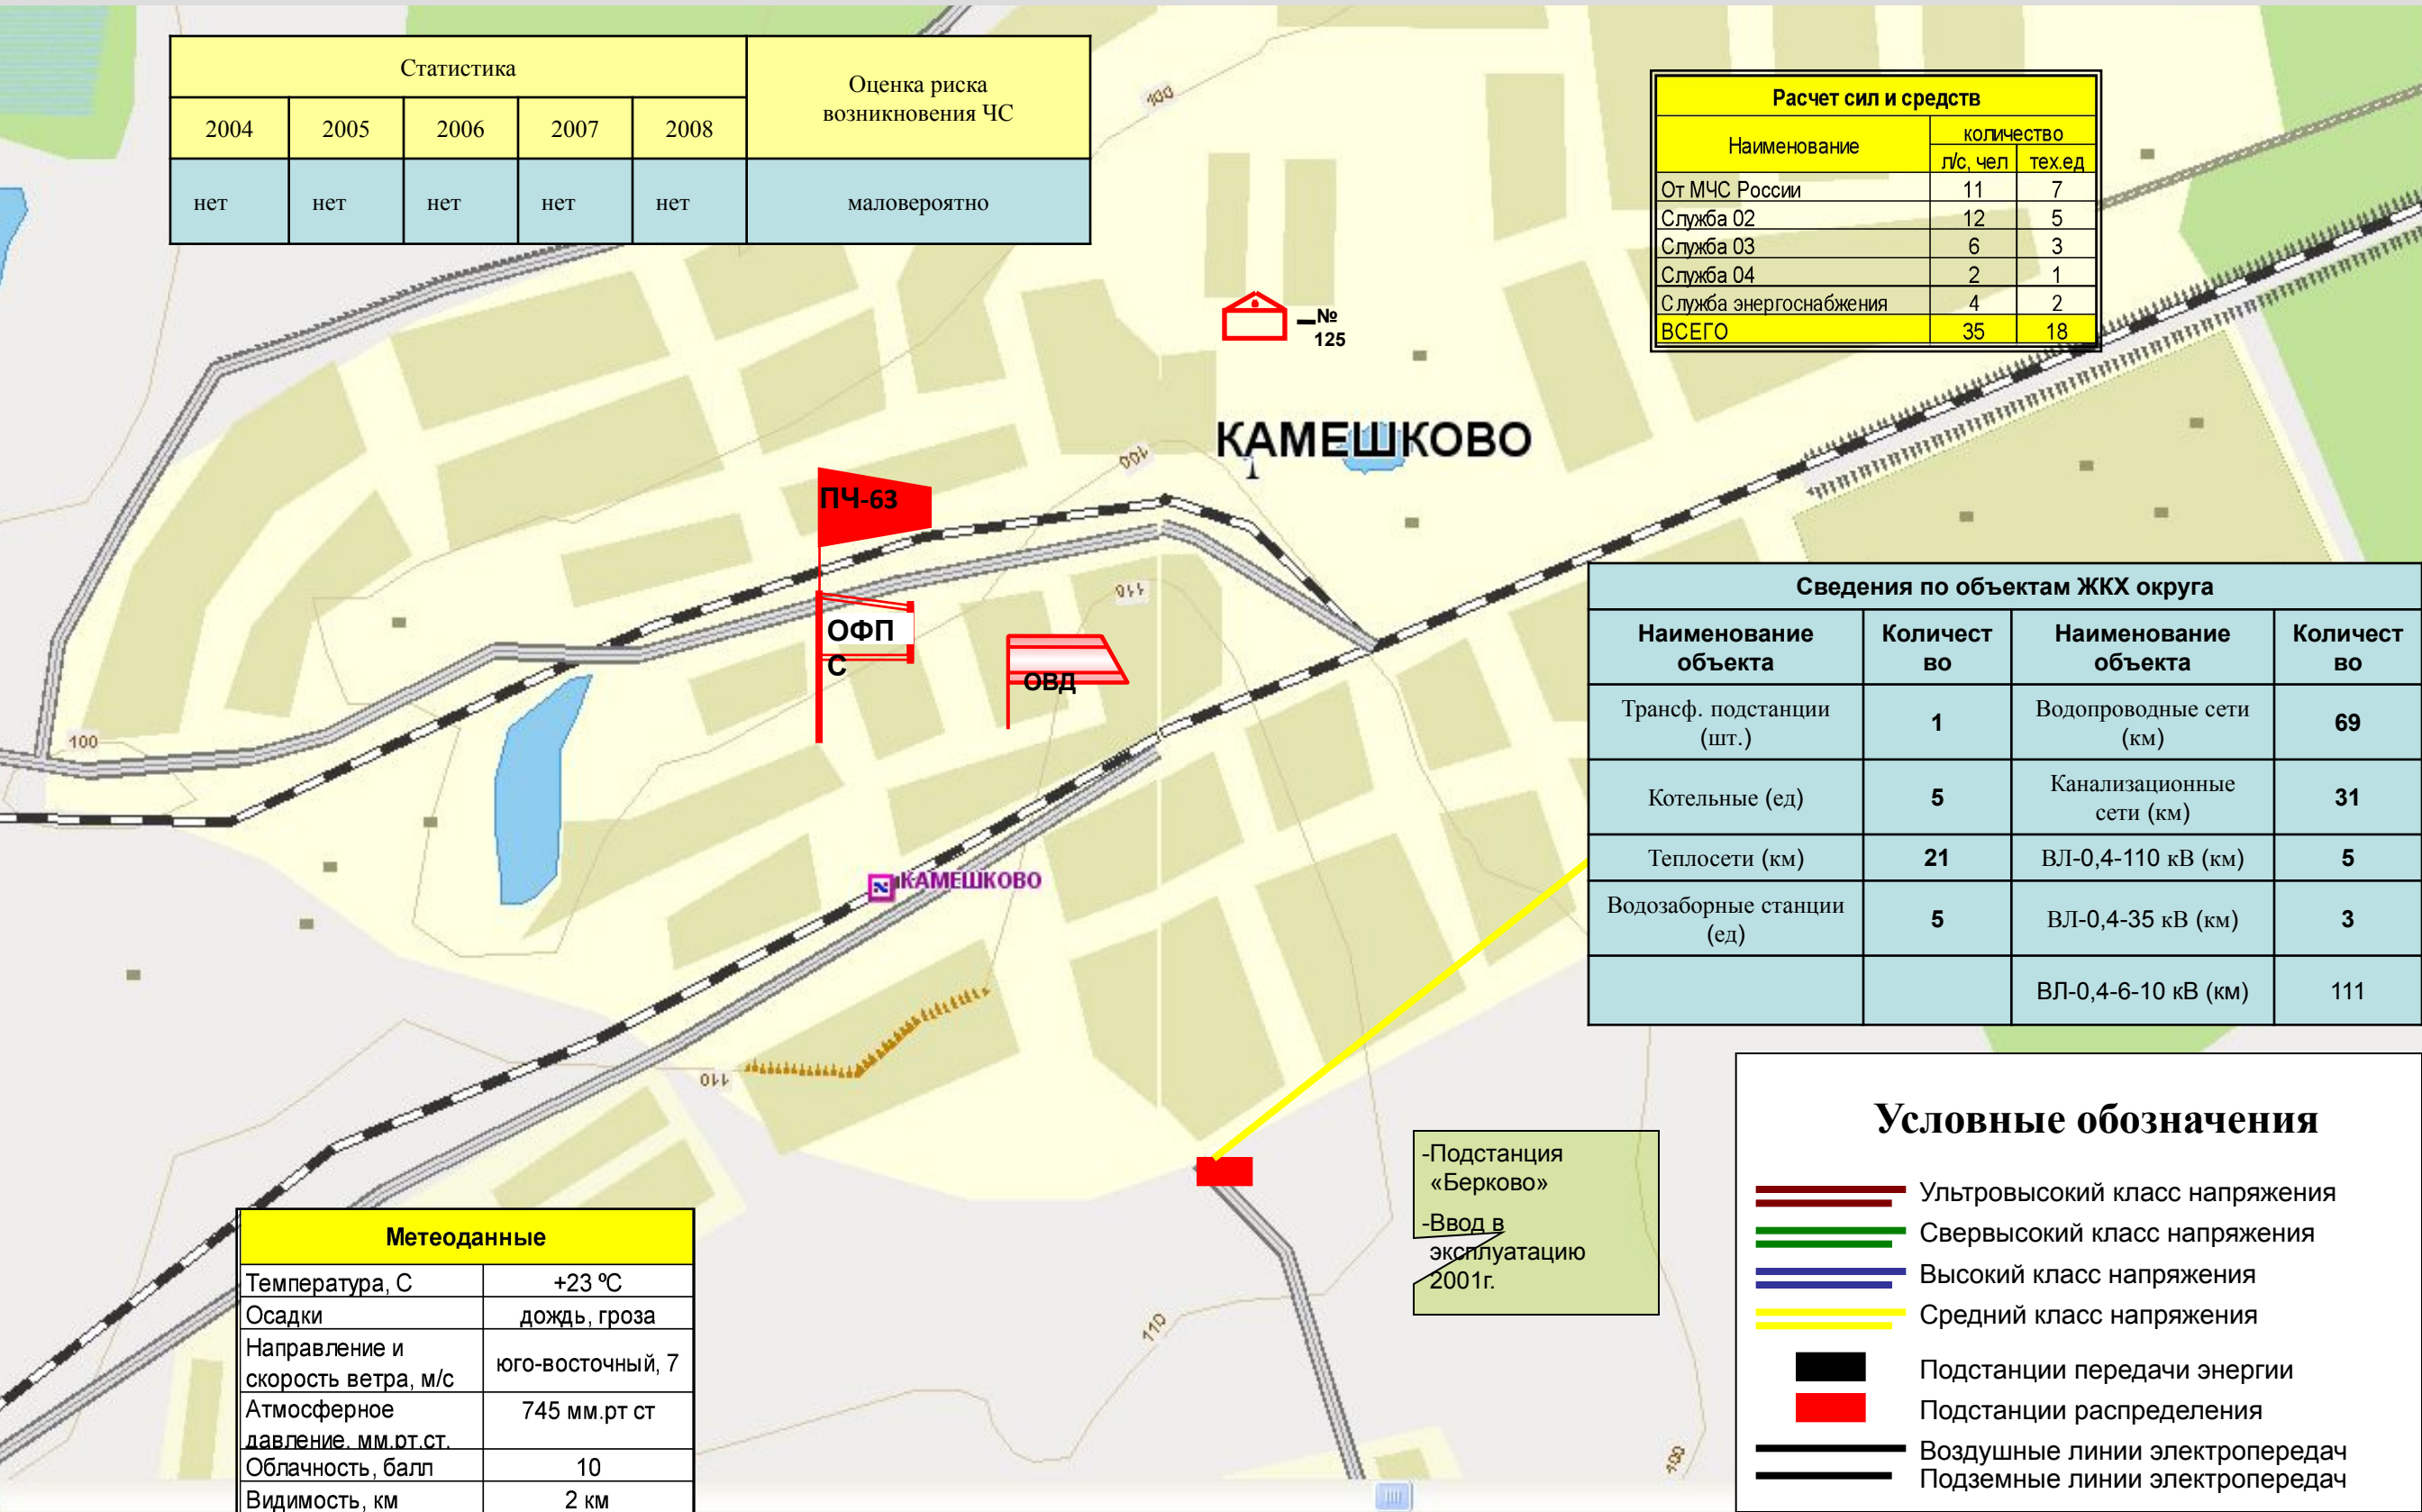 Статистика
Оценка риска
возникновения ЧС
2004 2005 2006 2007 2008
нет нет нет нет нет маловероятно
Расчет сил и средств
Наименование количество
л/с, чел тех.ед
От МЧС России 11 7
Служба 02 12 5
Служба 03 6 3
Служба 04 2 1
Служба энергоснабжения 4 2
ВСЕГО 35 18
100
№
125
КАМЕШКОВО
1
100
ПЧ-63
110
ОФП
С
ОВД
100
КАМЕШКОВО
110
Сведения по объектам ЖКХ округа
Наименование
объекта
Количест
во
Наименование
объекта
Количест
во
Трансф. подстанции
(шт.)
1
Водопроводные сети
(км)
69
Котельные (ед)
5
Канализационные
сети (км)
31
Теплосети (км) 21 ВЛ-0,4-110 кВ (км) 5
Водозаборные станции
(ед)
5
ВЛ-0,4-35 кВ (км)
3
ВЛ-0,4-6-10 кВ (км) 111
-Подстанция
«Берково»
-Ввод в
эксплуатацию
2001г.
110
100
Метеоданные
Температура, С +23 ºС
Осадки дождь, гроза
Направление и
скорость ветра, м/с
юго-восточный, 7
Атмосферное
давление, мм.рт.ст.
745 мм.рт ст
Облачность, балл 10
Видимость, км 2 км
Условные обозначения
Ультровысокий класс напряжения
Свервысокий класс напряжения
Высокий класс напряжения
Средний класс напряжения
Подстанции передачи энергии
Подстанции распределения
Воздушные линии электропередач
Подземные линии электропередач